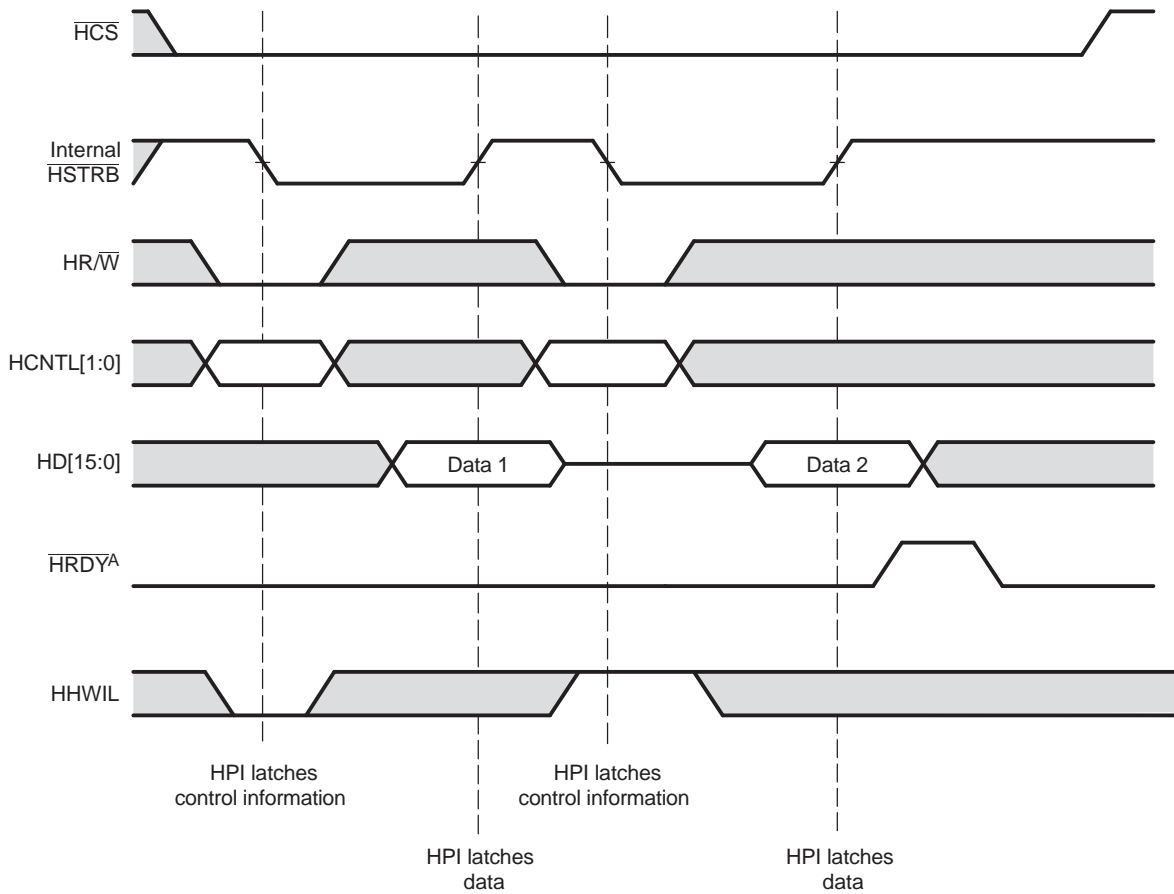 HCS
Internal
HSTRB
HR/W
HCNTL[1:0]
HD[15:0]
Data 1
Data 2
HRDYA
HHWIL
HPI latches
control information
HPI latches
control information
HPI latches
data
HPI latches
data